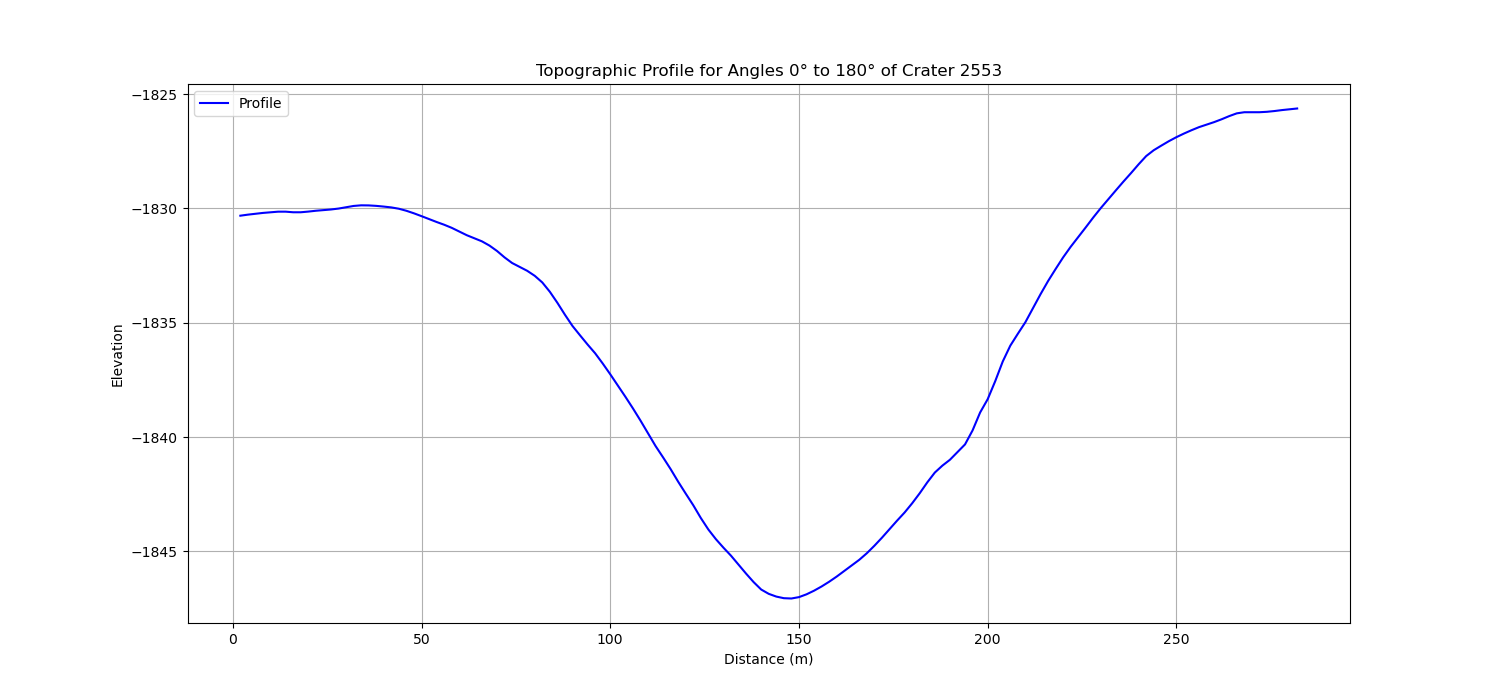 Topographic Profile for Angles 0° to 180° of Crater 2553
Profile
Elevation
−1825
−1830
−1835
−1840
−1845
0 50 100 150 200 250
Distance (m)